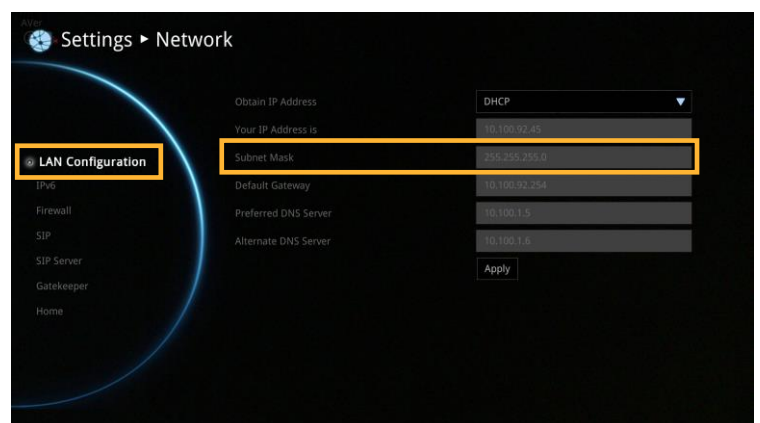 AVer
Settings ▸ Network
Obtain IP Address DHCP
Your IP Address is 10.100.92.45
LAN Configuration
Subnet Mask 255.255.255.0
IPv6
Default Gateway 10.100.92.254
Firewall
Preferred DNS Server 10.100.1.5
SIP
Alternate DNS Server 10.100.1.6
SIP Server
Apply
Gatekeeper
Home